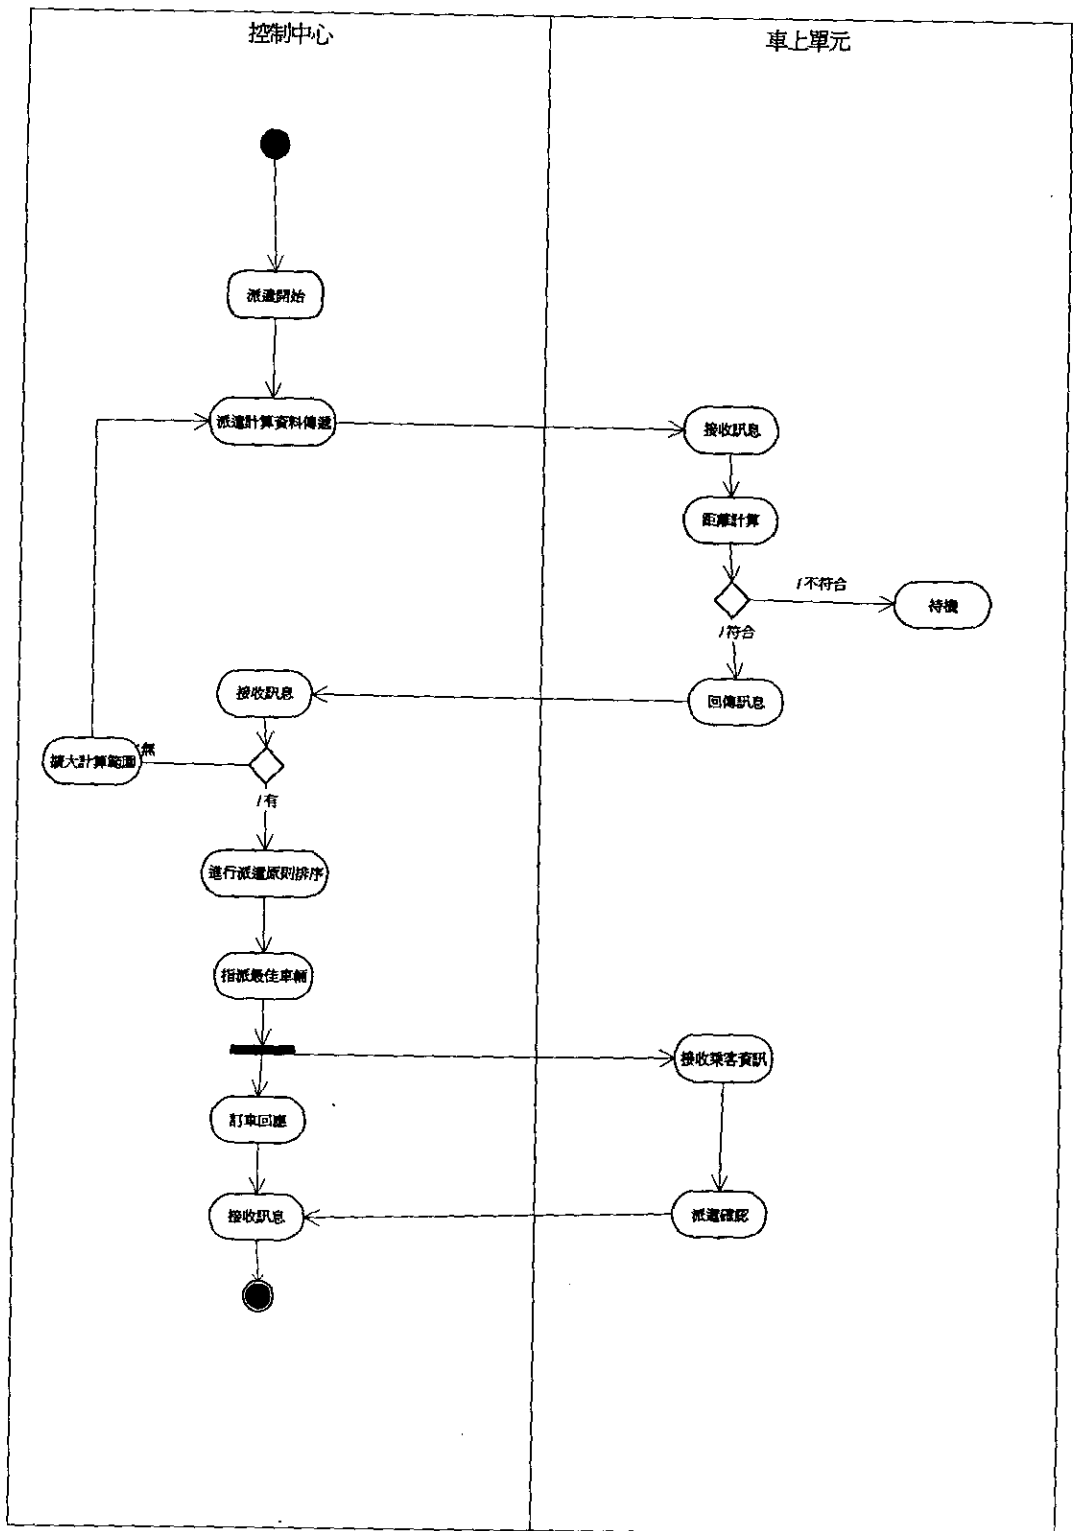 控制中心
車上單元
派遣開始
派遣計算資料傳遞
接收訊息
距離計算
/不符合
待機
/符合
接收訊息
回傳訊息
擴大計算範圍
無
/有
進行派遣原則排序
指派最佳車輛
接收乘客資訊
訂車回應
接收訊息
派遣確認